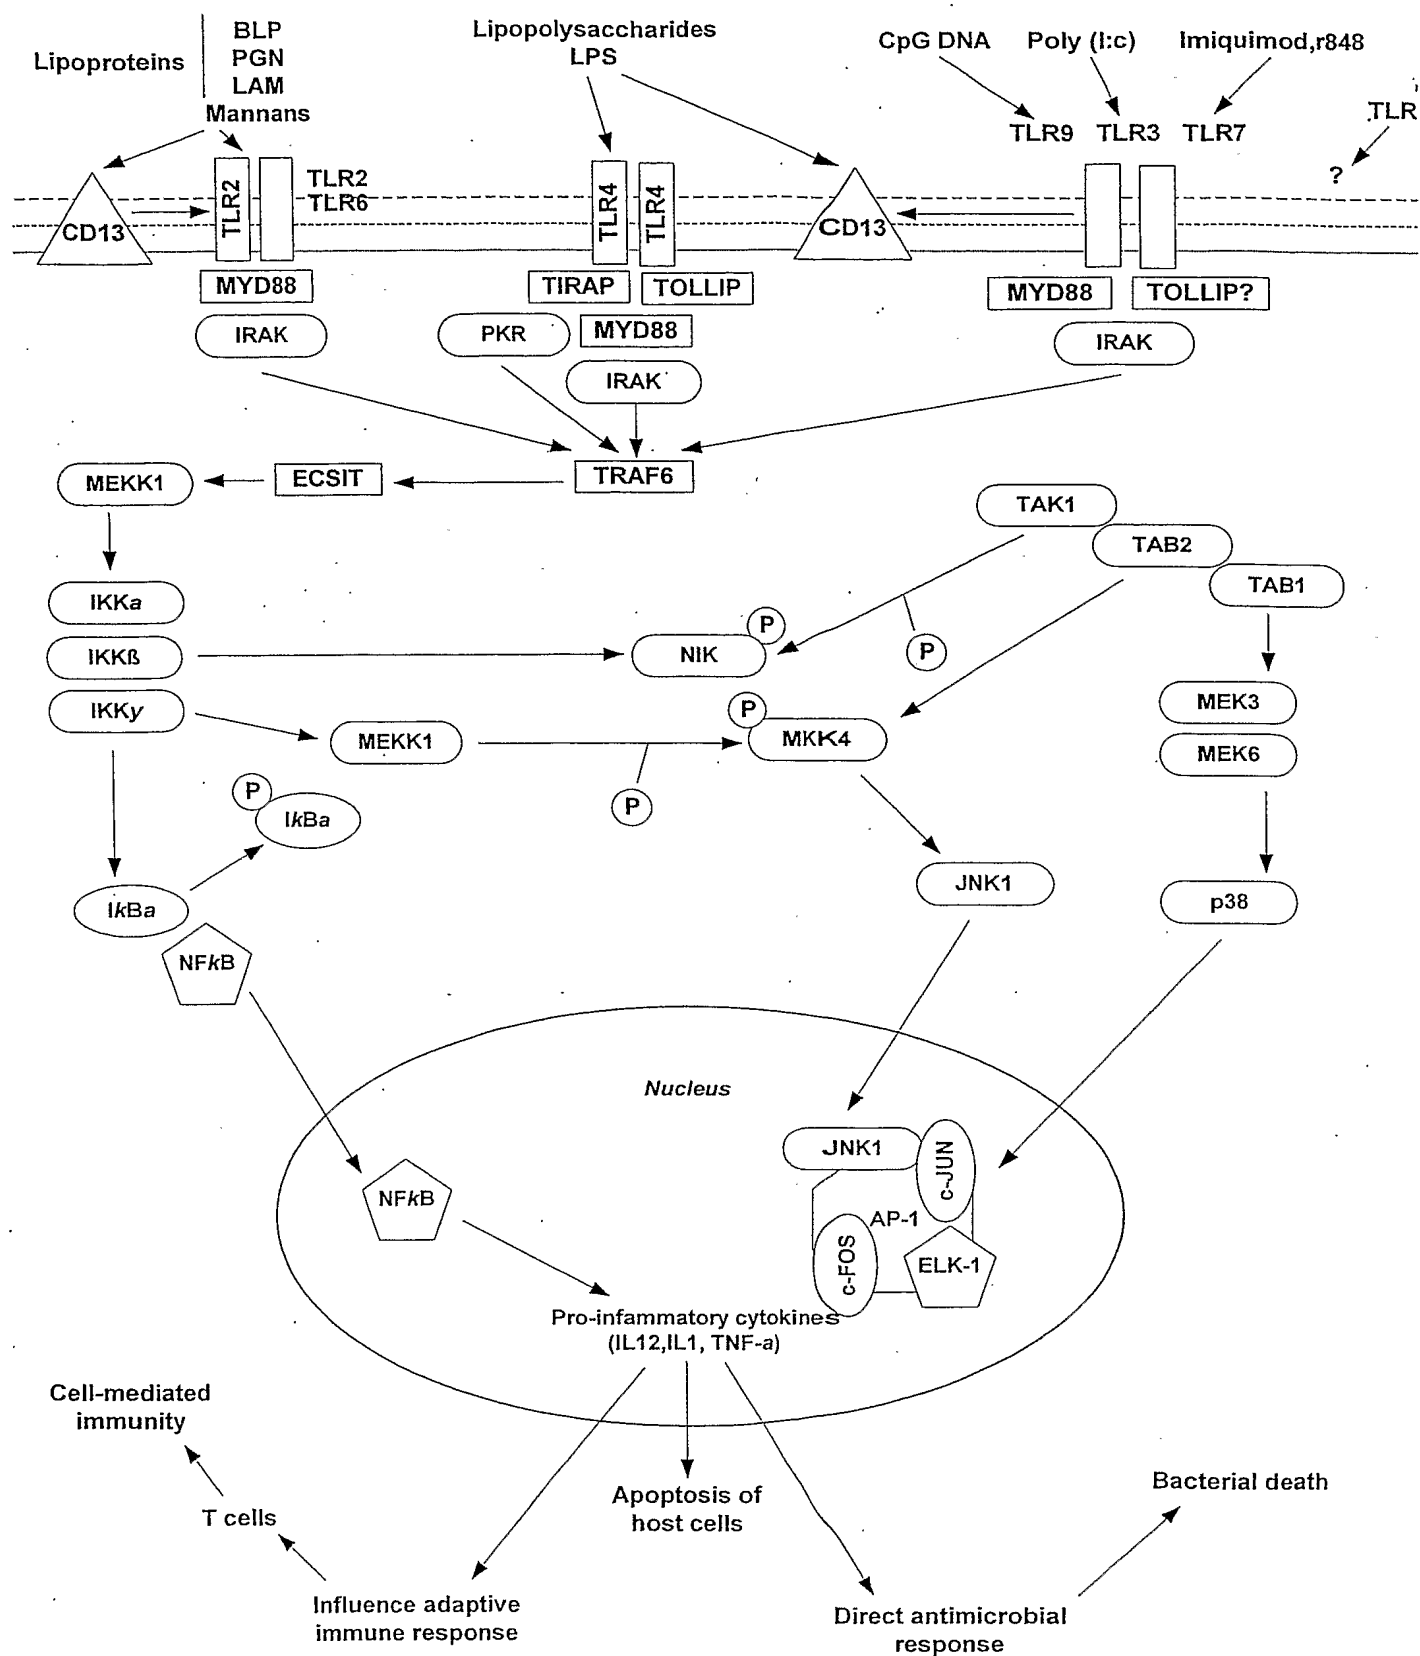 Lipoproteins
BLP
PGN
LAM
Mannans
Lipopolysaccharides
LPS
CpG DNA
Poly (I:c)
Imiquimod,r848
TLR9
TLR3
TLR7
TLR
?
CD13
TLR2
TLR2
TLR6
TLR4
TLR4
CD13
MYD88
IRAK
TIRAP
TOLLIP
PKR
MYD88
IRAK
MYD88
TOLLIP?
IRAK
MEKK1
ECSIT
TRAF6
TAK1
TAB2
TAB1
IKKa
IKKß
IKKy
NIK
P
P
MEKK1
P
MKK4
P
MEK3
MEK6
P
IkBa
IkBa
NFkB
JNK1
p38
Nucleus
NFkB
JNK1
c-JUN
AP-1
c-FOS
ELK-1
Pro-infammatory cytokines
(IL12,IL1, TNF-a)
Cell-mediated
immunity
T cells
Influence adaptive
immune response
Apoptosis of
host cells
Direct antimicrobial
response
Bacterial death